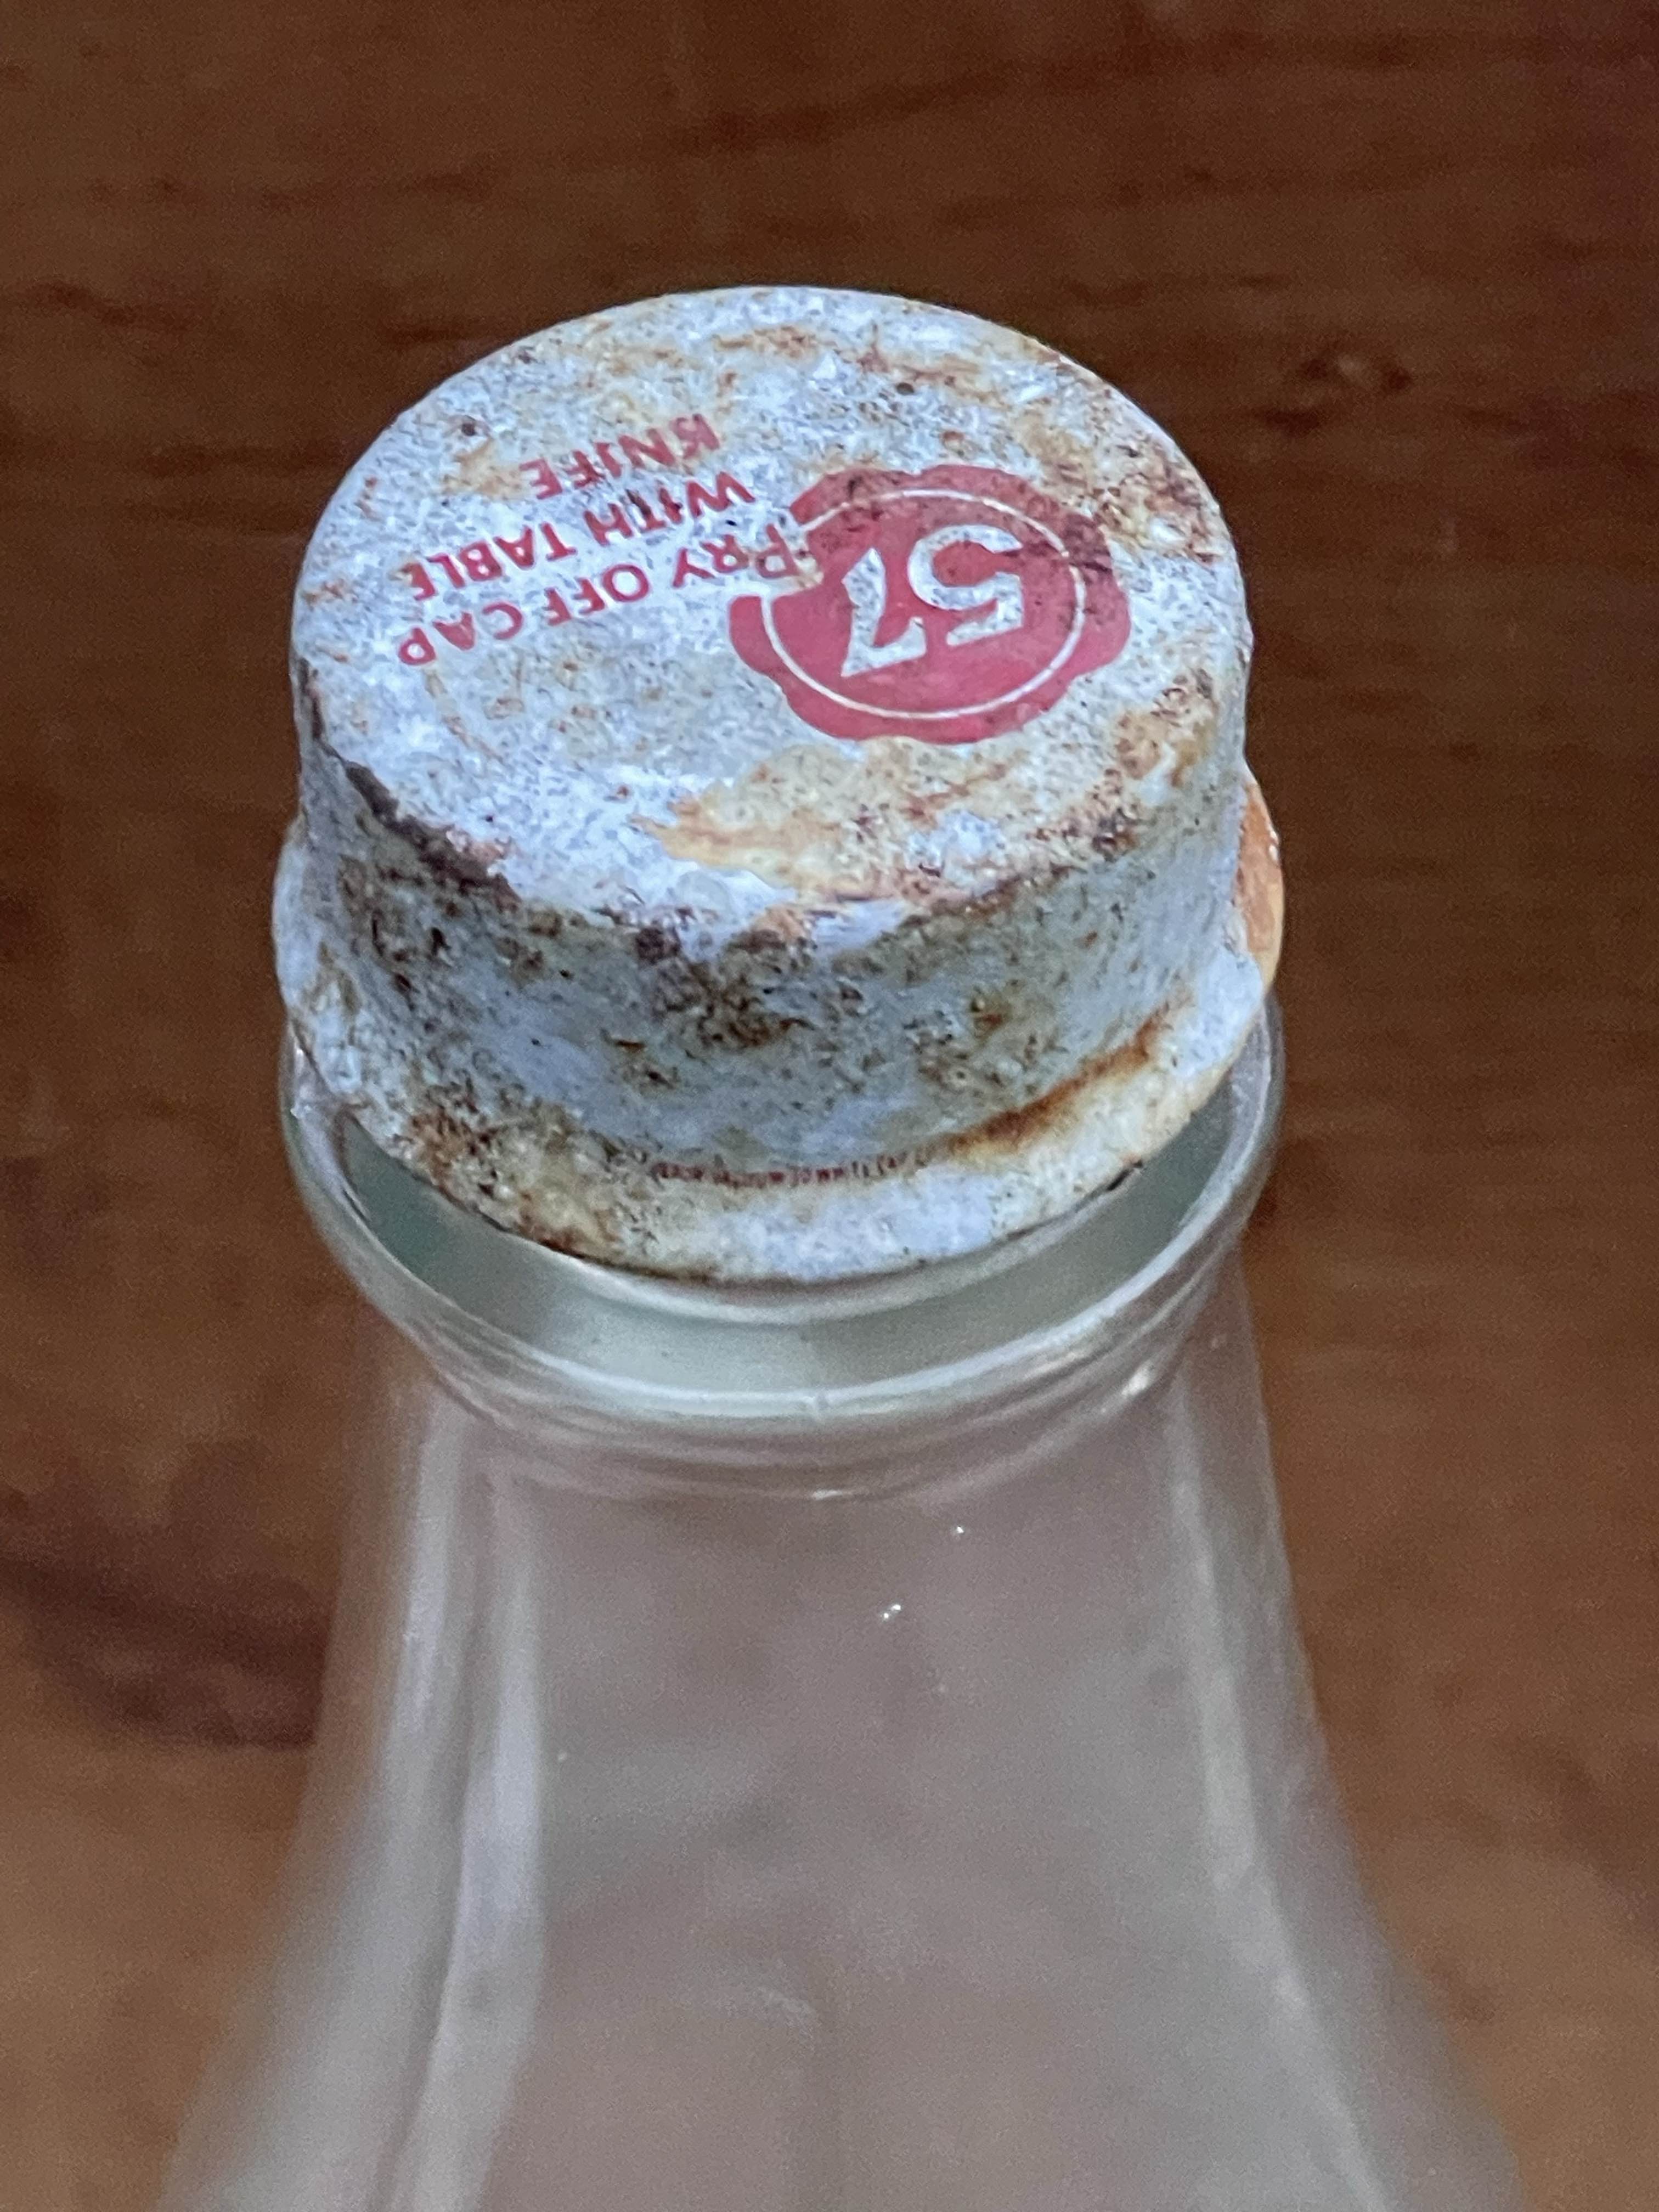 57
PRY OFF CAP
WITH TABLE
KNIFE